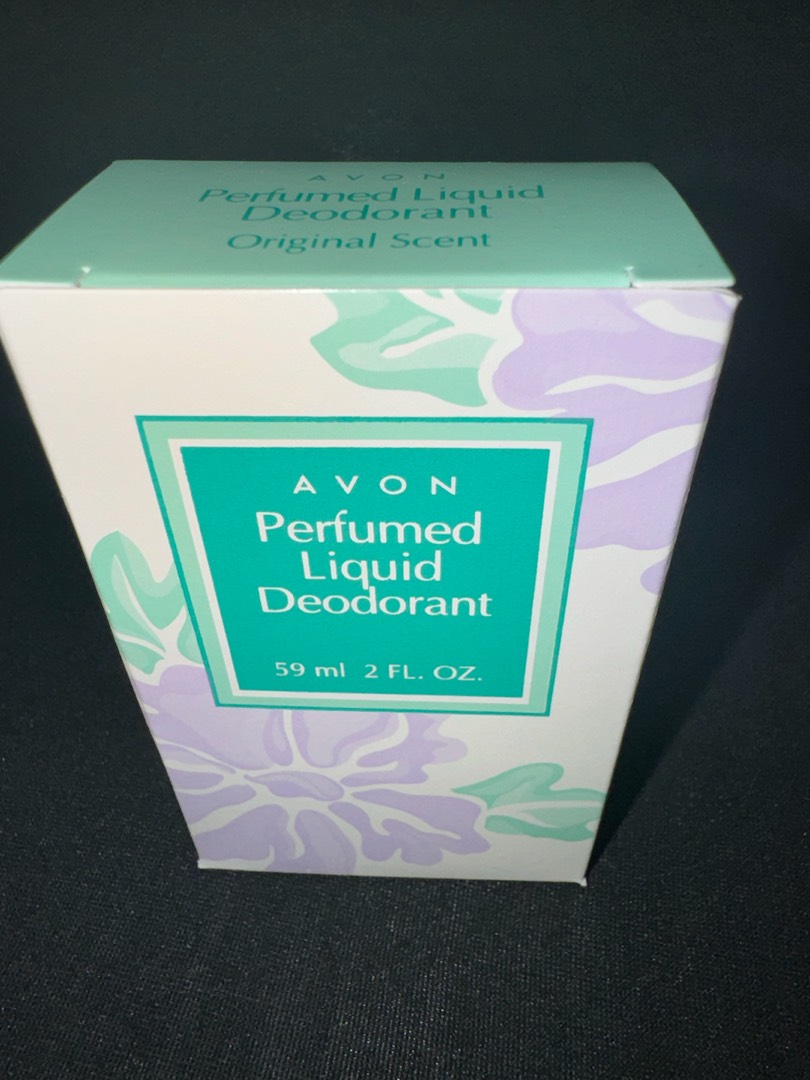 AVON
Perfumed Liquid
Deodorant
Original Scent
AVON
Perfumed
Liquid
Deodorant
59 ml 2 FL. OZ.